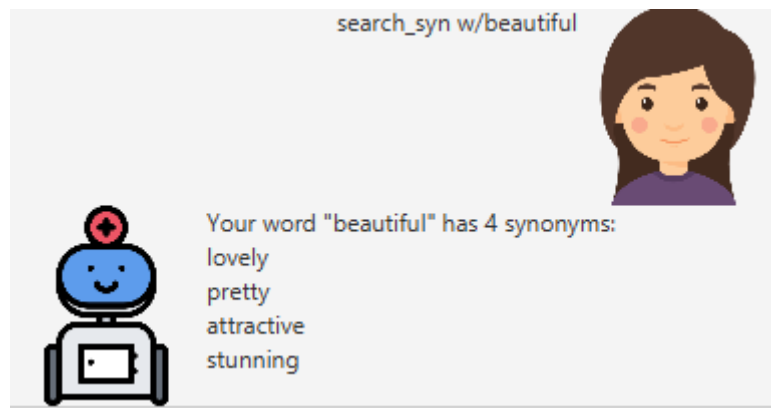 search_syn w/beautiful
Your word "beautiful" has 4 synonyms:
lovely
pretty
attractive
stunning